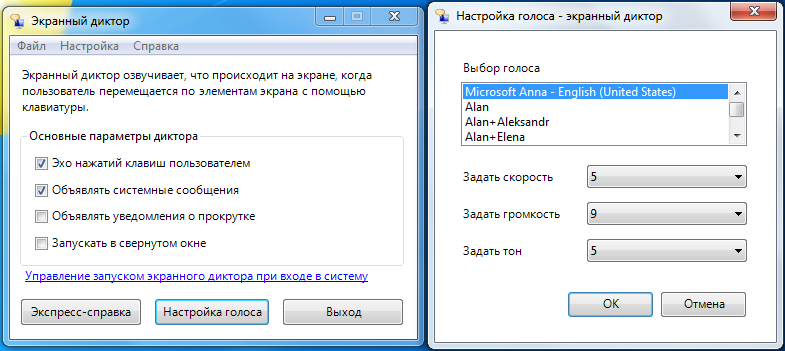 Экранный диктор
Файл Настройка Справка
Экранный диктор озвучивает, что происходит на экране, когда
пользователь перемещается по элементам экрана с помощью
клавиатуры.
Основные параметры диктора
Эхо нажатий клавиш пользователем
Объявлять системные сообщения
Объявлять уведомления о прокрутке
Запускать в свернутом окне
Управление запуском экранного диктора при входе в систему
Экспресс-справка Настройка голоса Выход
Настройка голоса - экранный диктор
Выбор голоса
Microsoft Anna - English (United States)
Alan
Alan+Aleksandr
Alan+Elena
Задать скорость 5
Задать громкость 9
Задать тон 5
ОК Отмена